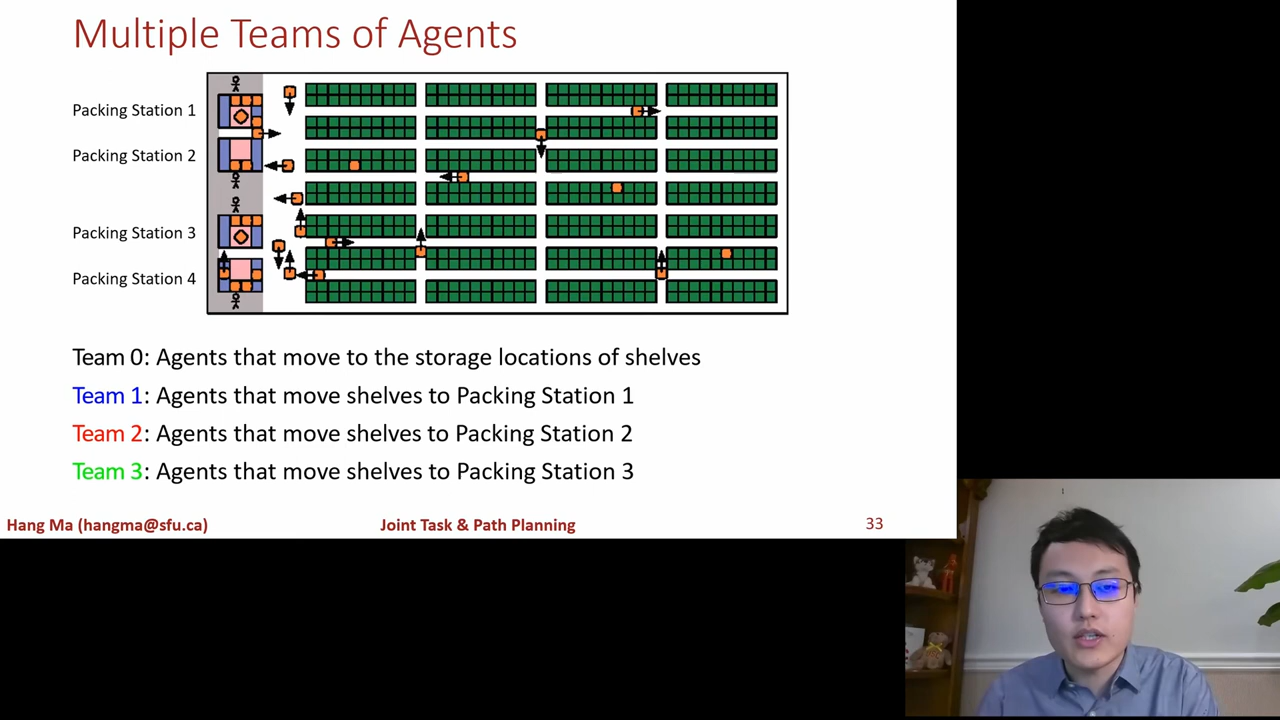 Multiple Teams of Agents
Packing Station 1
Packing Station 2
Packing Station 3
Packing Station 4
Team 0: Agents that move to the storage locations of shelves
Team 1: Agents that move shelves to Packing Station 1
Team 2: Agents that move shelves to Packing Station 2
Team 3: Agents that move shelves to Packing Station 3
Hang Ma (hangma@sfu.ca)
Joint Task & Path Planning
33